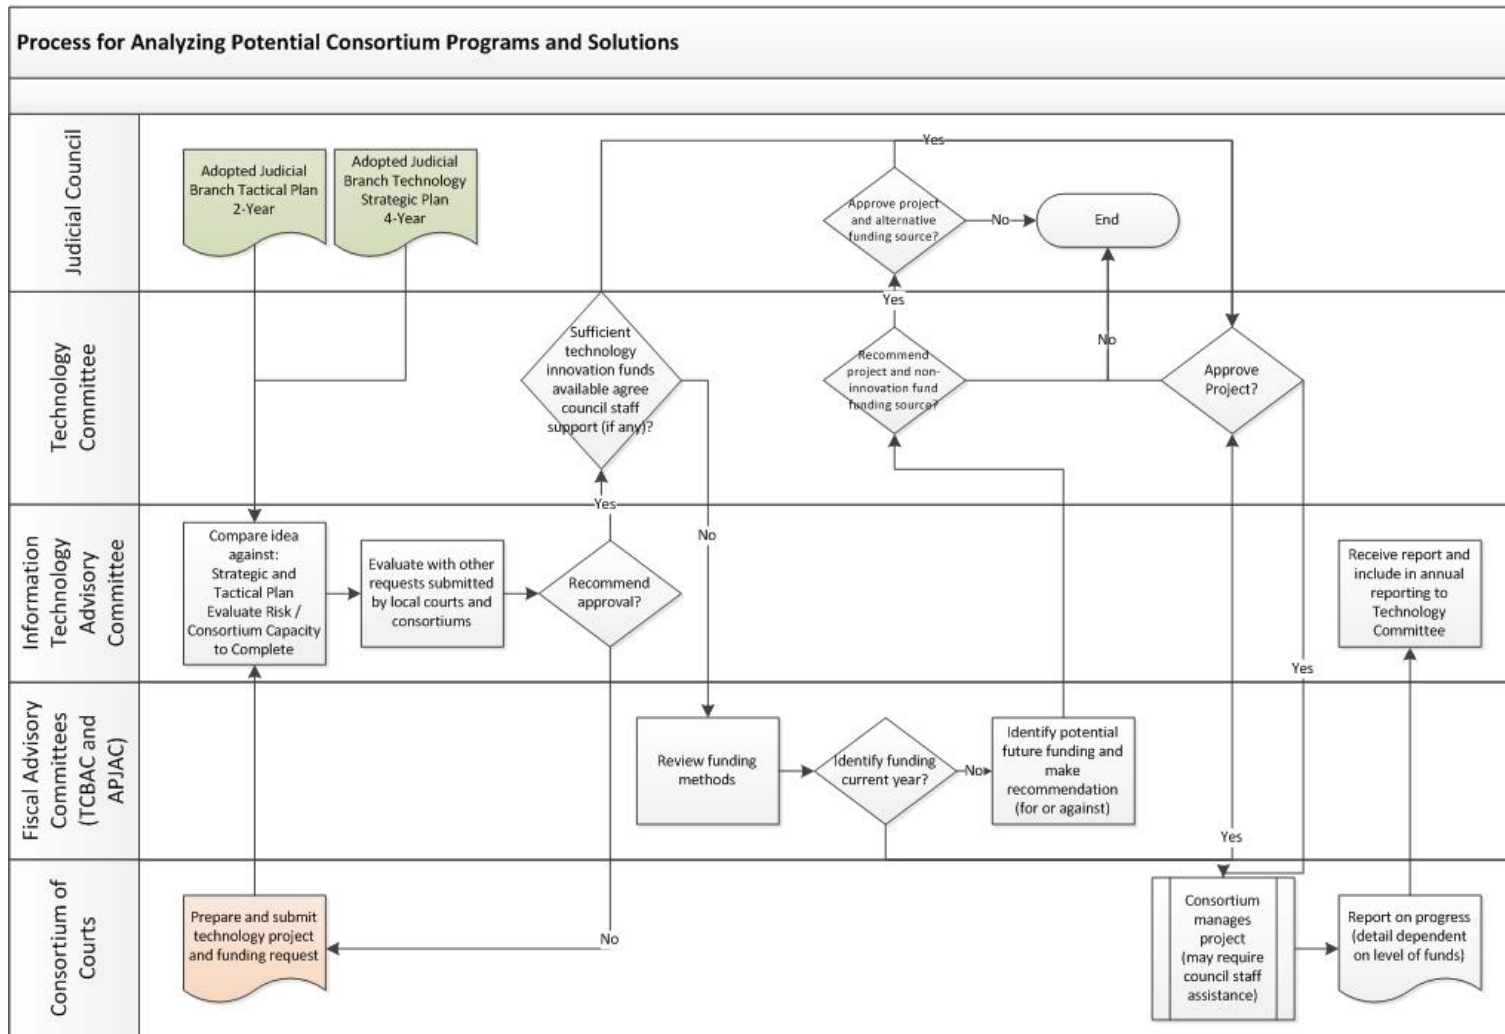 Process for Analyzing Potential Consortium Programs and Solutions
Judicial Council
Adopted Judicial
Branch Tactical Plan
2-Year
Adopted Judicial
Branch Technology
Strategic Plan
4-Year
Yes
Approve project
and alternative
funding source?
No
End
Technology
Committee
Sufficient
technology
innovation funds
available agree
council staff
support (if any)?
Yes
Recommend
project and non-
innovation fund
funding source?
No
Approve
Project?
Information
Technology
Advisory
Committee
Compare idea
against:
Strategic and
Tactical Plan
Evaluate Risk /
Consortium Capacity
to Complete
Evaluate with other
requests submitted
by local courts and
consortiums
Yes
Recommend
approval?
No
Receive report and
include in annual
reporting to
Technology
Committee
Yes
Fiscal Advisory
Committees
(TCBAC and
APJAC)
Review funding
methods
Identify funding
current year?
No
Identify potential
future funding and
make
recommendation
(for or against)
Yes
Consortium of
Courts
Prepare and submit
technology project
and funding request
No
Consortium
manages
project
(may require
council staff
assistance)
Report on progress
(detail dependent
on level of funds)